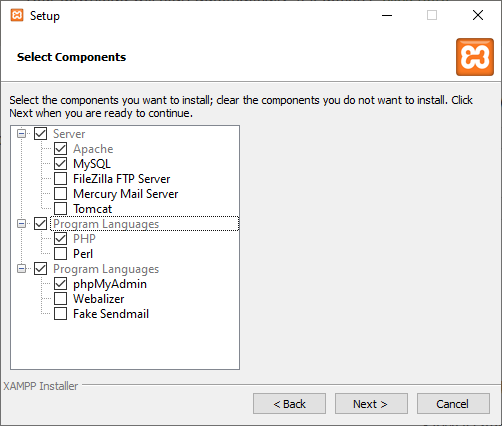 Setup
Select Components
Select the components you want to install; clear the components you do not want to install. Click
Next when you are ready to continue.
Server
Apache
MySQL
FileZilla FTP Server
Mercury Mail Server
Tomcat
Program Languages
PHP
Perl
Program Languages
phpMyAdmin
Webalizer
Fake Sendmail
XAMPP Installer
< Back
Next >
Cancel